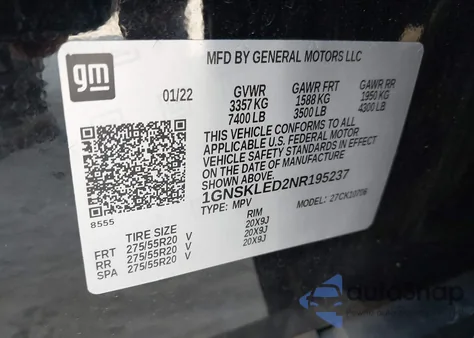 gm
MFD BY GENERAL MOTORS LLC
01/22
GVWR GAWR FRT GAWR RR
3357 KG 1588 KG 1950 KG
7400 LB 3500 LB 4300 LB
THIS VEHICLE CONFORMS TO ALL
APPLICABLE U.S. FEDERAL MOTOR
VEHICLE SAFETY STANDARDS IN EFFECT
ON THE DATE OF MANUFACTURE
SHOWN ABOVE.
1GNSKLED2NR195237
TYPE: MPV MODEL: 27CK10706
8555
TIRE SIZE RIM
FRT 275/55R20 V 20X9J
RR 275/55R20 V 20X9J
SPA 275/55R20 V 20X9J
autosnap